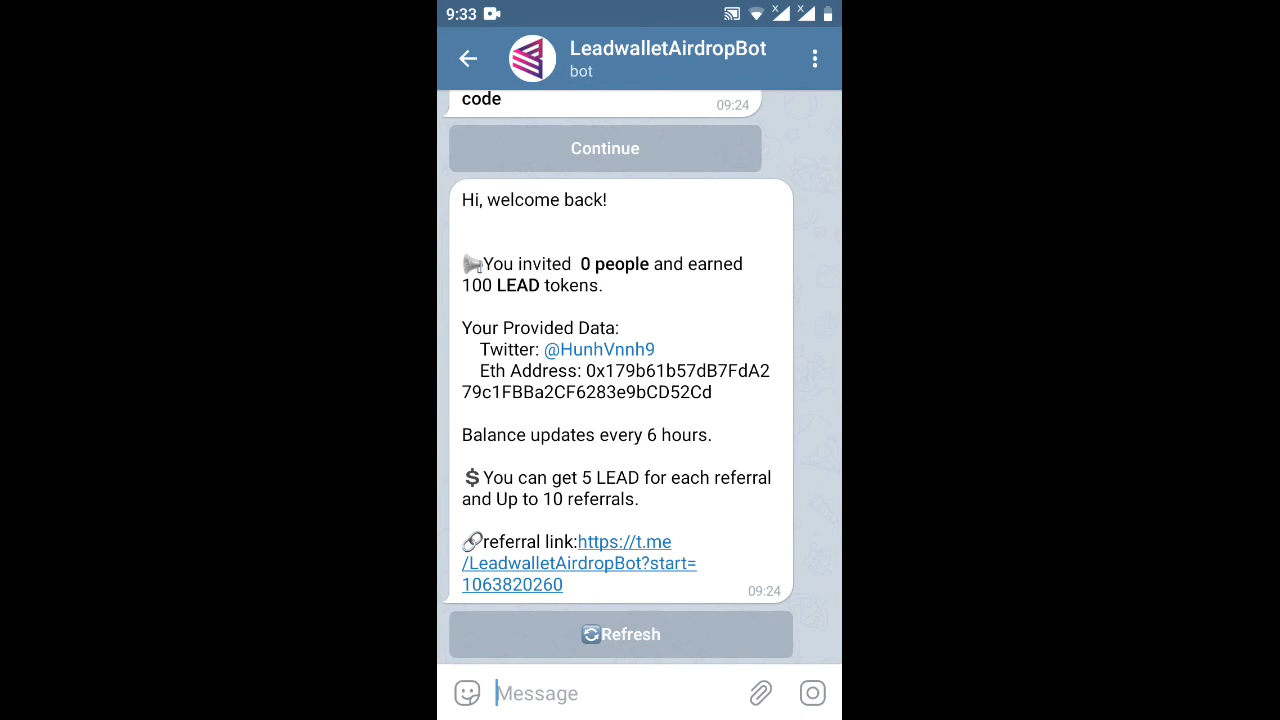 9:33
LeadwalletAirdropBot
bot
code
09:24
Continue
Hi, welcome back!
You invited 0 people and earned
100 LEAD tokens.
Your Provided Data:
Twitter: @HunhVnnh9
Eth Address: 0x179b61b57dB7FdA2
79c1FBBa2CF6283e9bCD52Cd
Balance updates every 6 hours.
$You can get 5 LEAD for each referral
and Up to 10 referrals.
referral link:https://t.me
/LeadwalletAirdropBot?start=
1063820260
09:24
Refresh
Message